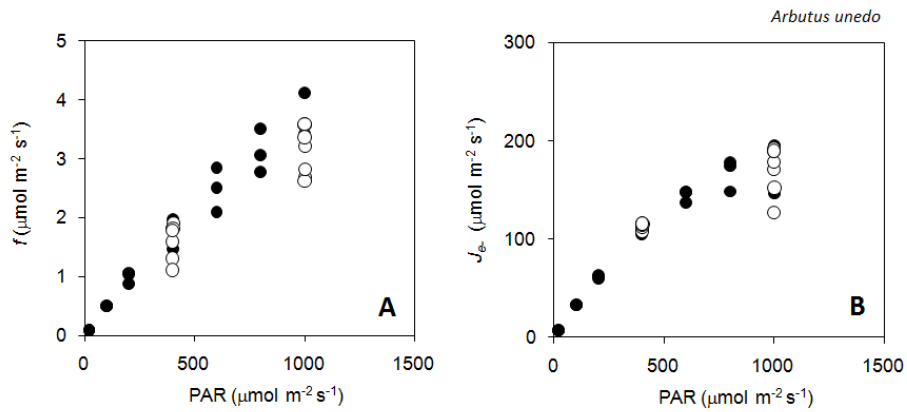 Arbutus unedo
5
4
3
2
1
0
f (μmol m-2 s-1)
A
0
500
1000
1500
PAR (μmol m-2 s-1)
300
200
100
0
Je- (μmol m-2 s-1)
B
0
500
1000
1500
PAR (μmol m-2 s-1)